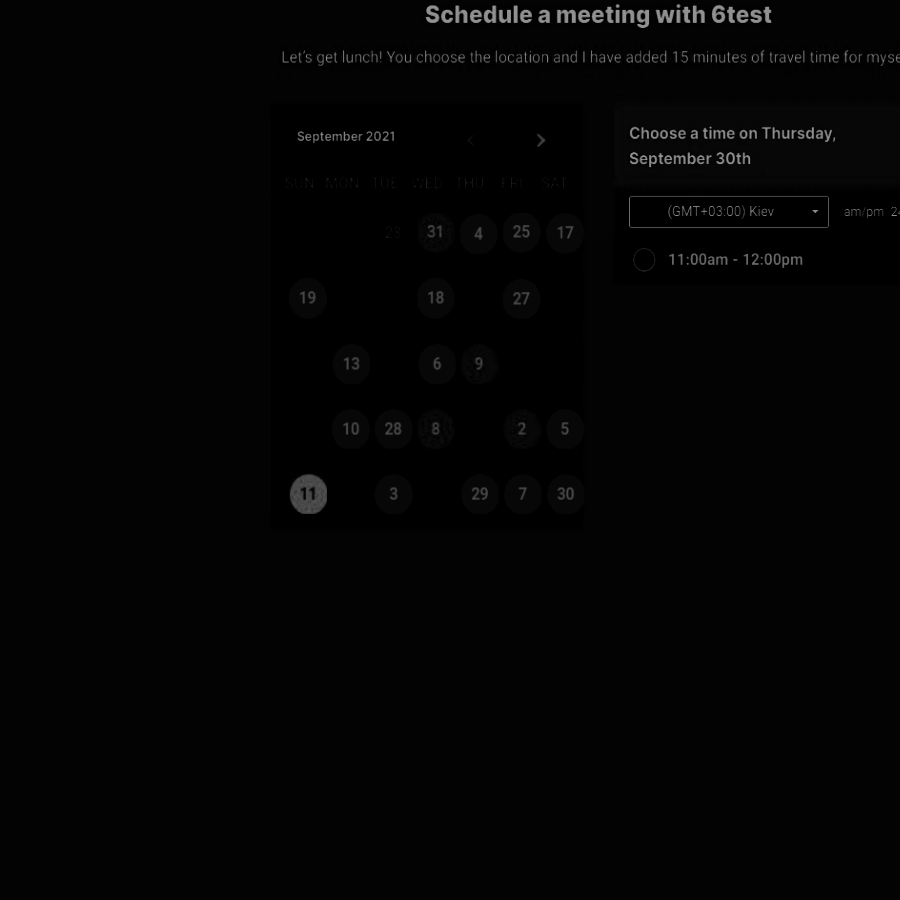 Schedule a meeting with 6test
Let's get lunch! You choose the location and I have added 15 minutes of travel time for myse
September 2021
SUN MON TUE WED THU FRI SAT
31 4 25 17
19 18 27
13 6 9
10 28 8 2 5
11 3 29 7 30
Choose a time on Thursday,
September 30th
(GMT+03:00) Kiev am/pm 24
11:00am - 12:00pm